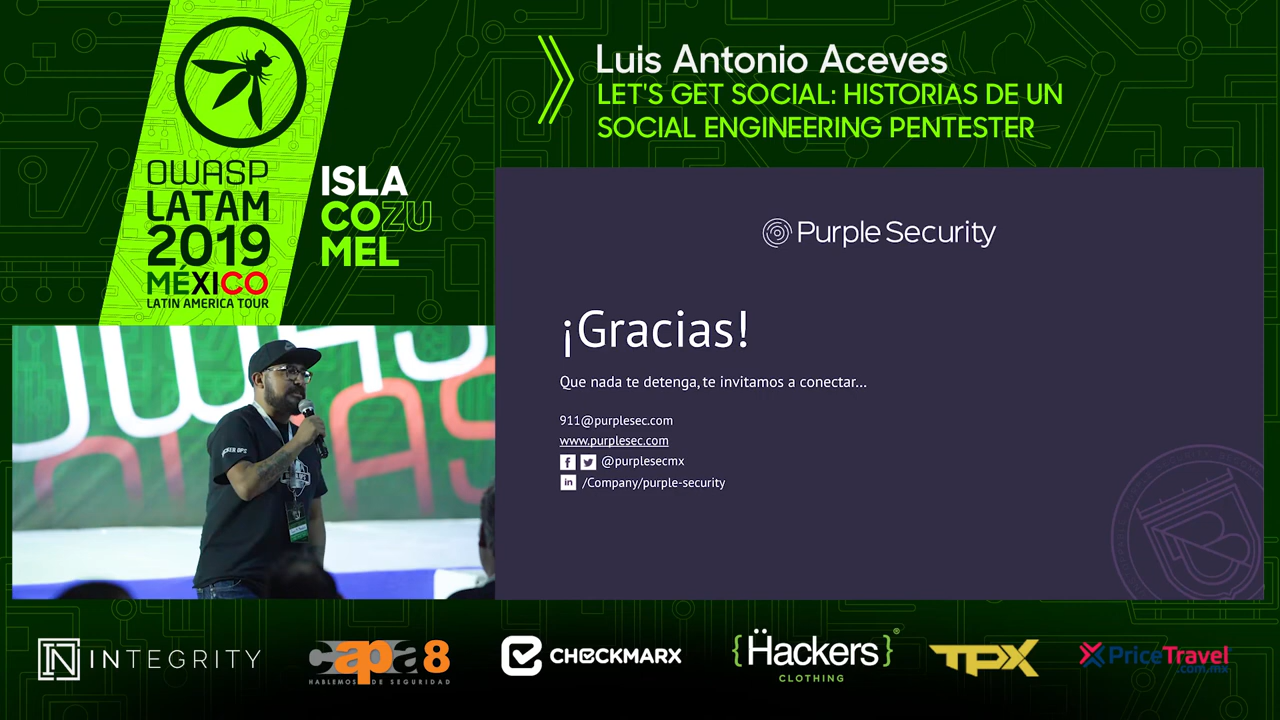 Luis Antonio Aceves
LET'S GET SOCIAL: HISTORIAS DE UN
SOCIAL ENGINEERING PENTESTER
OWASP
LATAM
2019
MÉXICO
LATIN AMERICA TOUR
ISLA
COZU
MEL
Purple Security
¡Gracias!
Que nada te detenga, te invitamos a conectar...
911@purplesec.com
www.purplesec.com
@purplesecmx
/Company/purple-security
INTEGRITY
capa8
HABLEMOS DE SEGURIDAD
CHECKMARX
{Hackers}®
CLOTHING
TPX
PriceTravel
.com.mx